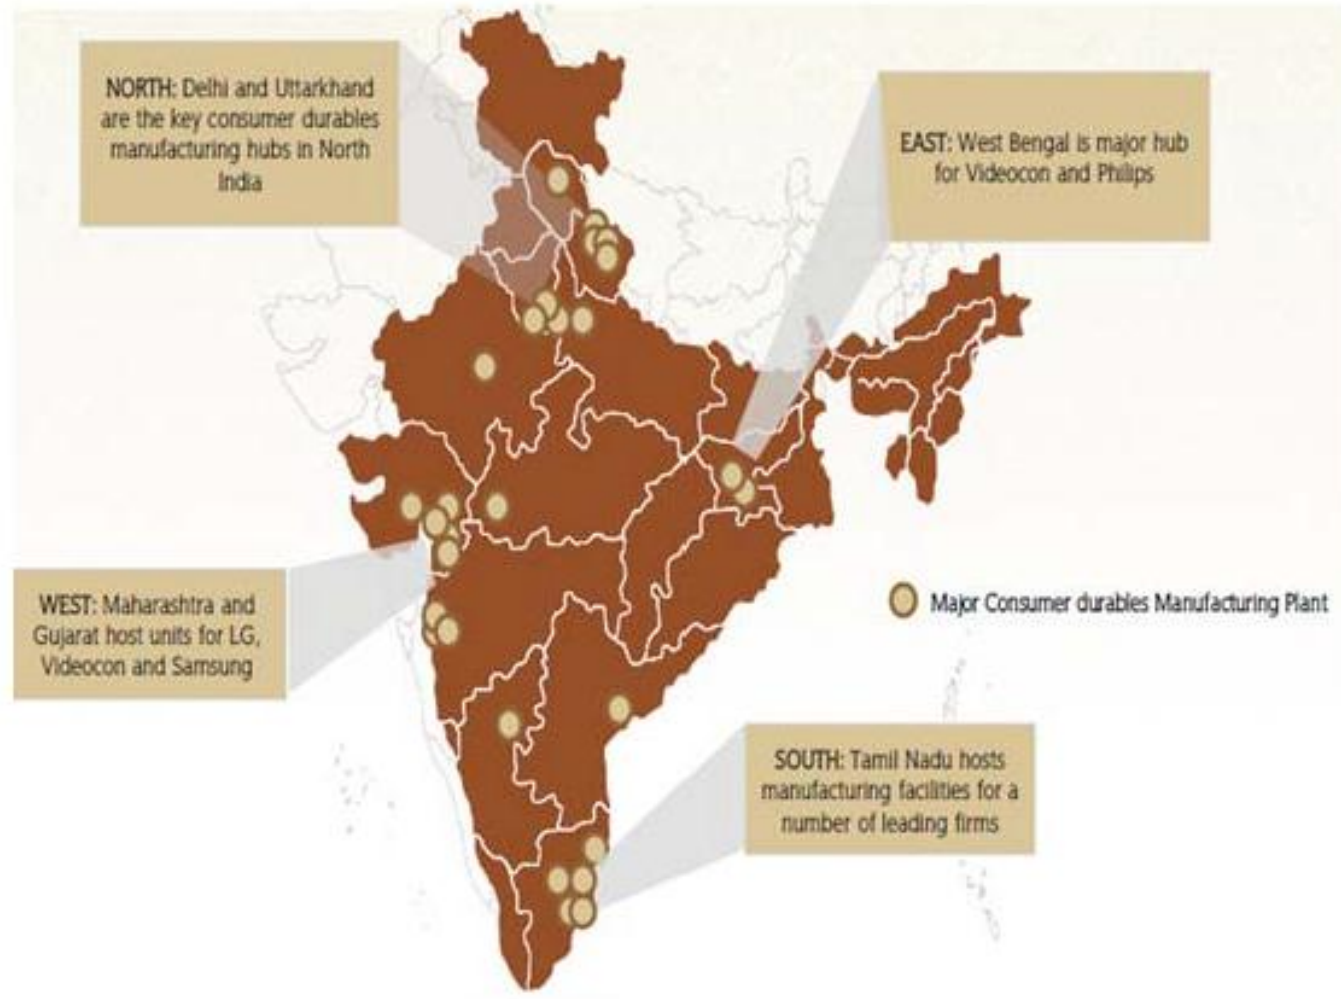 NORTH: Delhi and Uttarkhand
are the key consumer durables
manufacturing hubs in North
India
EAST: West Bengal is major hub
for Videocon and Philips
WEST: Maharashtra and
Gujarat host units for LG,
Videocon and Samsung
Major Consumer durables Manufacturing Plant
SOUTH: Tamil Nadu hosts
manufacturing facilities for a
number of leading firms